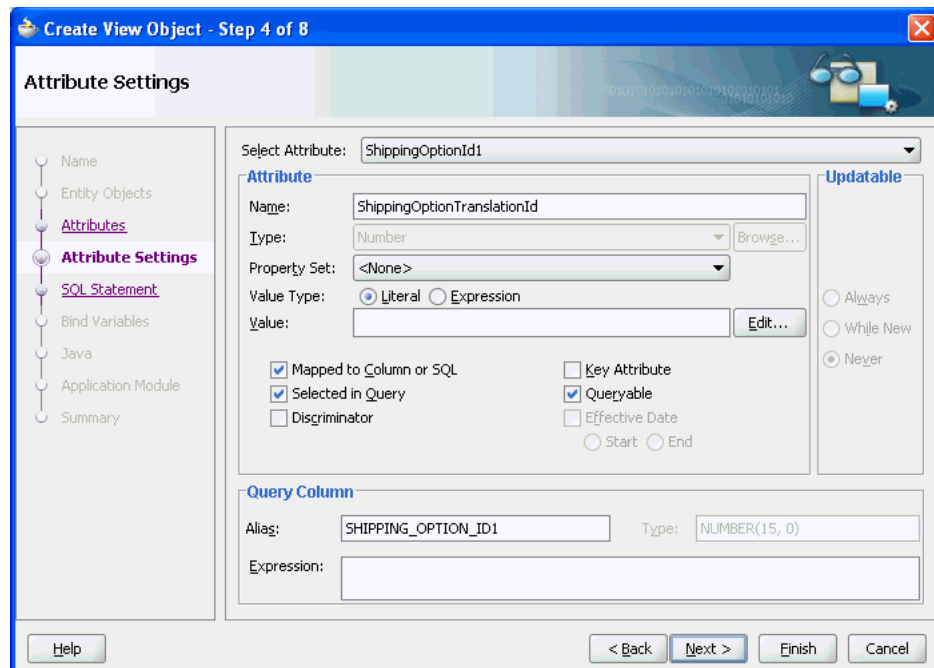 Create View Object - Step 4 of 8
Attribute Settings
Name
Entity Objects
Attributes
Attribute Settings
SQL Statement
Bind Variables
Java
Application Module
Summary
Select Attribute: ShippingOptionId1
Attribute
Name: ShippingOptionTranslationId
Type: Number Browse...
Property Set: <None>
Value Type: Literal Expression
Value: Edit...
Mapped to Column or SQL Key Attribute
Selected in Query Queryable
Discriminator Effective Date
Start End
Updatable
Always
While New
Never
Query Column
Alias: SHIPPING_OPTION_ID1 Type: NUMBER(15, 0)
Expression:
Help < Back Next > Finish Cancel